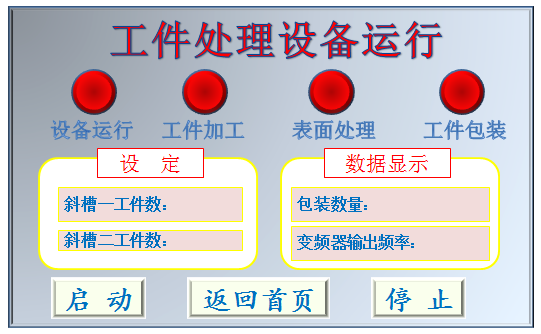 工件处理设备运行
设备运行 工件加工 表面处理 工件包装
设 定 数据显示
斜槽一工件数： 包装数量：
斜槽二工件数： 变频器输出频率：
启 动 返回首页 停 止